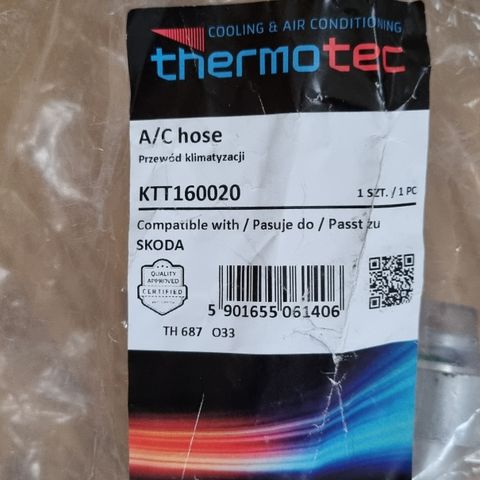 COOLING & AIR CONDITIONING
thermotec
A/C hose
Przewód klimatyzacji
KTT160020
1 SZT. / 1 PC
Compatible with / Pasuje do / Passt zu
SKODA
QUALITY
APPROVED
CERTIFIED
5 901655 061406
TH 687 O33